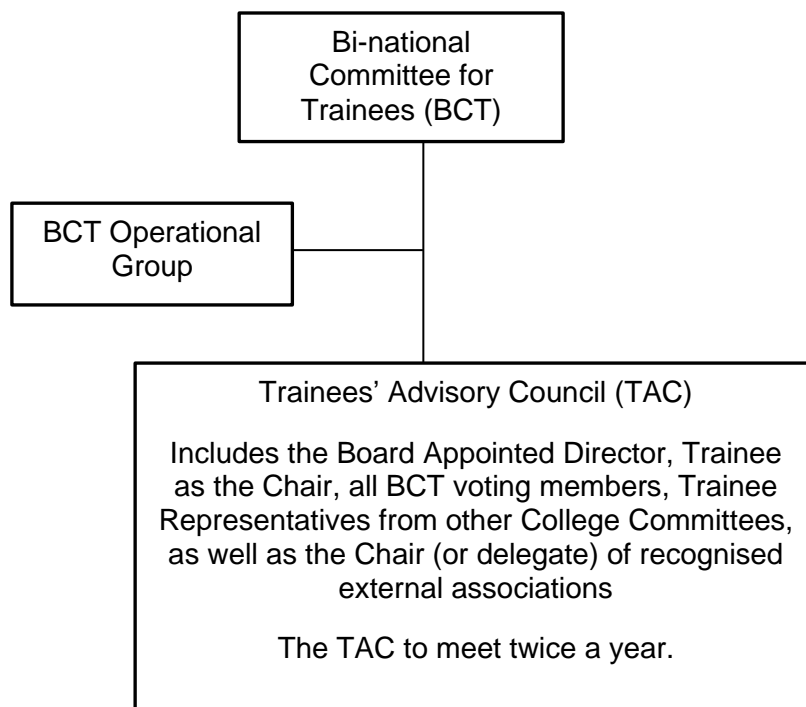 Bi-national
Committee for
Trainees (BCT)
BCT Operational
Group
Trainees’ Advisory Council (TAC)
Includes the Board Appointed Director, Trainee
as the Chair, all BCT voting members, Trainee
Representatives from other College Committees,
as well as the Chair (or delegate) of recognised
external associations
The TAC to meet twice a year.